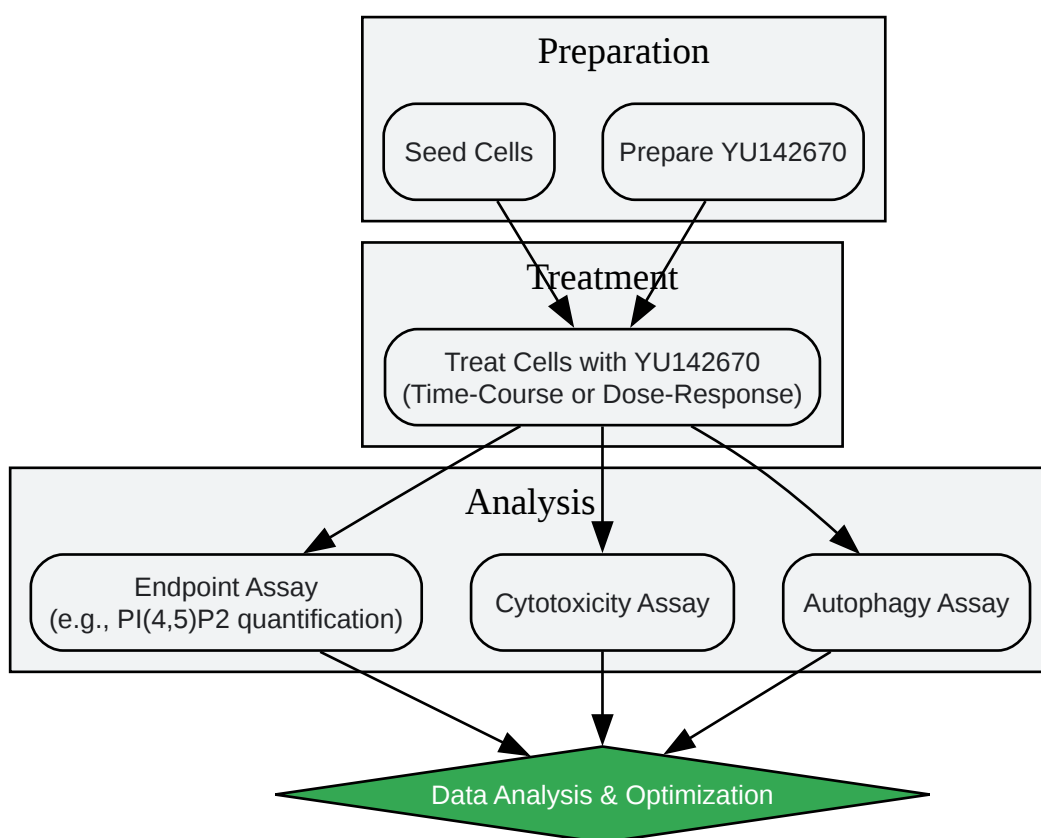 Preparation
Seed Cells
Prepare YU142670
Treatment
Treat Cells with YU142670
(Time-Course or Dose-Response)
Analysis
Endpoint Assay
(e.g., PI(4,5)P2 quantification)
Cytotoxicity Assay
Autophagy Assay
Data Analysis & Optimization